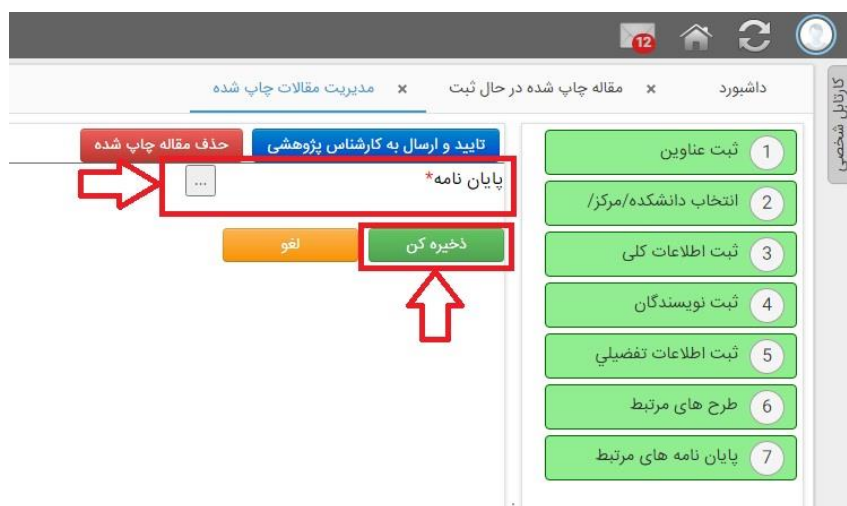 12
کارتابل شخصی
داشبورد
مقاله چاپ شده در حال ثبت
مدیریت مقالات چاپ شده
تایید و ارسال به کارشناس پژوهشی
حذف مقاله چاپ شده
پایان نامه*
...
ذخیره کن
لغو
1 ثبت عناوین
2 انتخاب دانشکده/مرکز/
3 ثبت اطلاعات کلی
4 ثبت نویسندگان
5 ثبت اطلاعات تفضيلي
6 طرح های مرتبط
7 پایان نامه های مرتبط